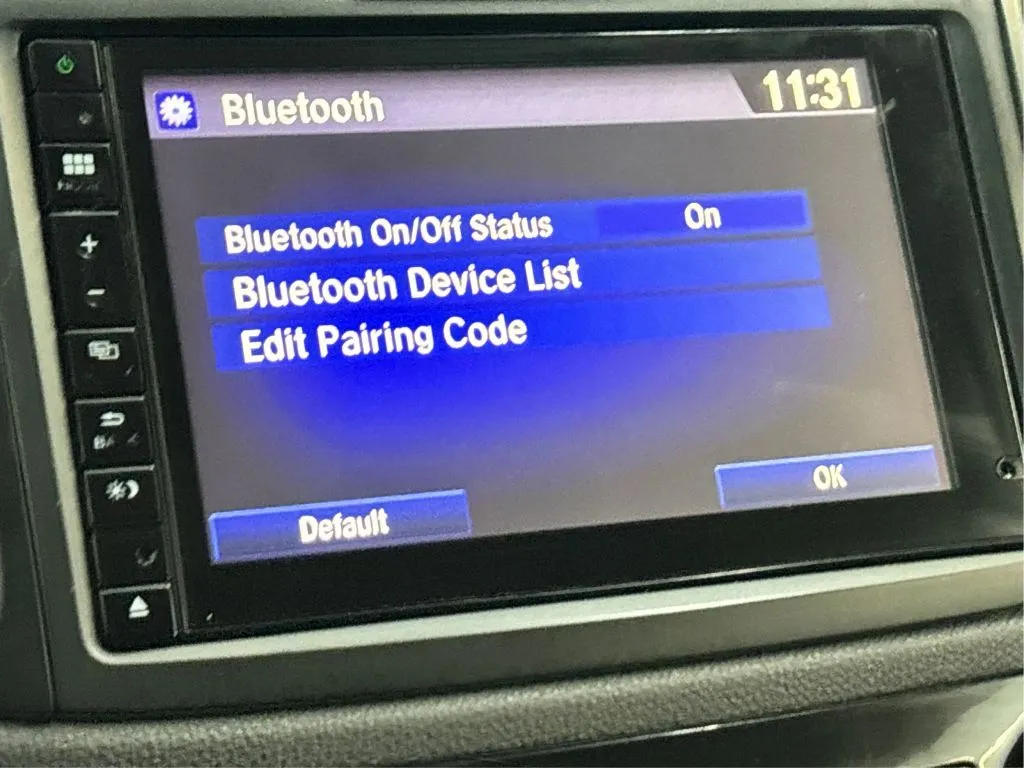 Bluetooth
11:31
Bluetooth On/Off Status On
Bluetooth Device List
Edit Pairing Code
Default
OK
+
-